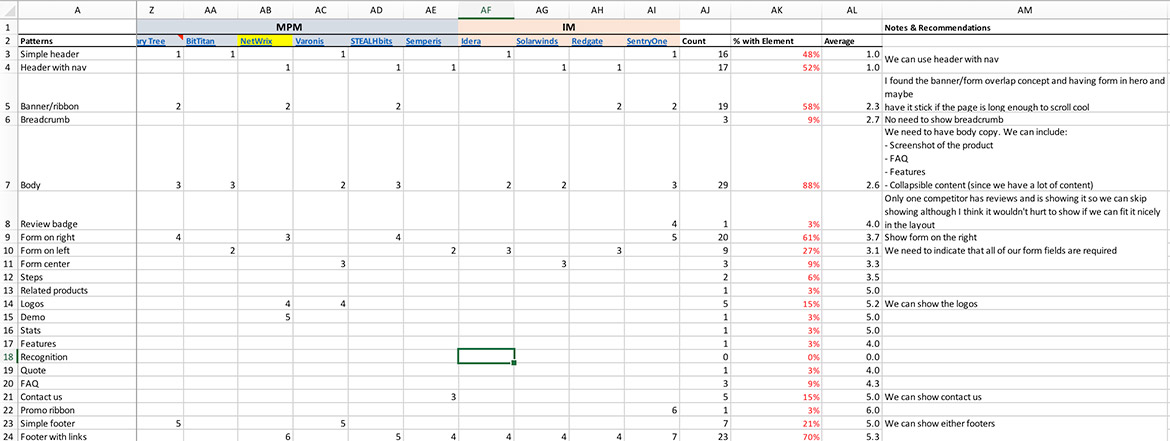 A Z AA AB AC AD AE AF AG AH AI AJ AK AL AM
1 MPM IM Notes & Recommendations
2 Patterns ry Tree BitTitan NetWrix Varonis STEALHbits Semperis Idera Solarwinds Redgate SentryOne Count % with Element Average
3 Simple header 1 1 1 1 1 16 48% 1.0
We can use header with nav
4 Header with nav 1 1 1 1 1 17 52% 1.0
I found the banner/form overlap concept and having form in hero and
maybe
5 Banner/ribbon 2 2 2 2 2 19 58% 2.3 have it stick if the page is long enough to scroll cool
6 Breadcrumb 3 9% 2.7 No need to show breadcrumb
We need to have body copy. We can include:
- Screenshot of the product
- FAQ
- Features
7 Body 3 3 2 3 2 2 3 29 88% 2.6 - Collapsible content (since we have a lot of content)
Only one competitor has reviews and is showing it so we can skip
showing although I think it wouldn't hurt to show if we can fit it nicely
8 Review badge 4 1 3% 4.0 in the layout
9 Form on right 4 3 4 5 20 61% 3.7 Show form on the right
10 Form on left 2 2 3 3 9 27% 3.1 We need to indicate that all of our form fields are required
11 Form center 3 3 3 9% 3.3
12 Steps 2 6% 3.5
13 Related products 1 3% 5.0
14 Logos 4 4 5 15% 5.2 We can show the logos
15 Demo 5 1 3% 5.0
16 Stats 1 3% 5.0
17 Features 1 3% 4.0
18 Recognition 0 0% 0.0
19 Quote 1 3% 4.0
20 FAQ 3 9% 4.3
21 Contact us 3 5 15% 5.0 We can show contact us
22 Promo ribbon 6 1 3% 6.0
23 Simple footer 5 5 7 21% 5.0 We can show either footers
24 Footer with links 6 5 4 4 4 4 7 23 70% 5.3